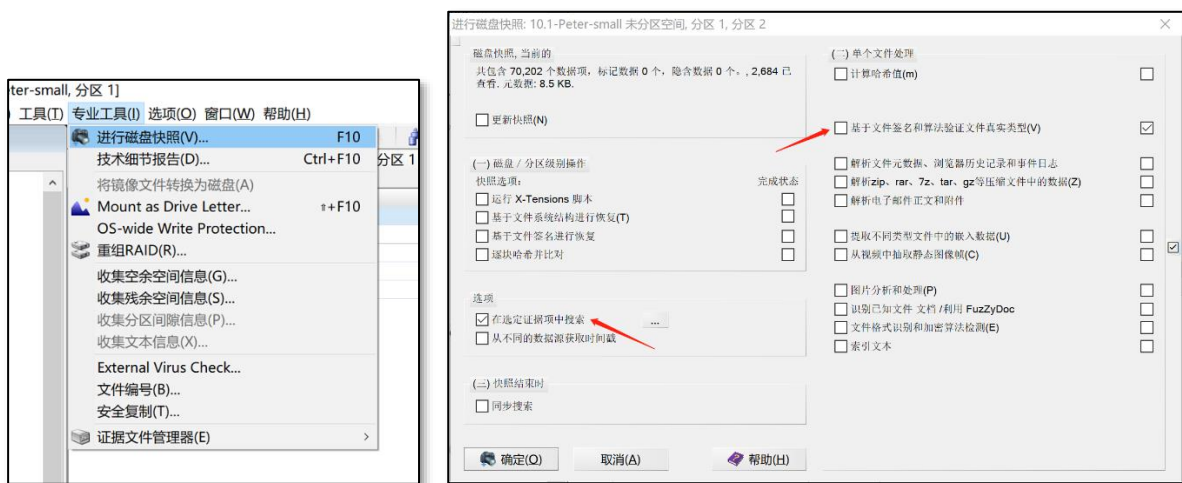 ter-small, 分区 1]
工具(T) 专业工具(I) 选项(O) 窗口(W) 帮助(H)
进行磁盘快照(V)... F10
技术细节报告(D)... Ctrl+F10
分区 1
将镜像文件转换为磁盘(A)
Mount as Drive Letter... ⇧+F10
OS-wide Write Protection...
重组RAID(R)...
收集空余空间信息(G)...
收集残余空间信息(S)...
收集分区间隙信息(P)...
收集文本信息(X)...
External Virus Check...
文件编号(B)...
安全复制(T)...
证据文件管理器(E)
进行磁盘快照: 10.1-Peter-small 未分区空间, 分区 1, 分区 2
磁盘快照, 当前的
共包含 70,202 个数据项, 标记数据 0 个, 隐含数据 0 个, , 2,684 已
查看. 元数据: 8.5 KB.
更新快照(N)
(一) 磁盘 / 分区级别操作
快照选项: 完成状态
运行 X-Tensions 脚本
基于文件系统结构进行恢复(T)
基于文件签名进行恢复
逐块哈希并比对
选项
在选定证据项中搜索 ...
从不同的数据源获取时间戳
(三) 快照结束时
同步搜索
确定(O) 取消(A) 帮助(H)
(二) 单个文件处理
计算哈希值(m)
基于文件签名和算法验证文件真实类型(V)
解析文件元数据、浏览器历史记录和事件日志
解析zip、rar、7z、tar、gz等压缩文件中的数据(Z)
解析电子邮件正文和附件
提取不同类型文件中的嵌入数据(U)
从视频中抽取静态图像帧(C)
图片分析和处理(P)
识别已知文件 文档 /利用 FuzZyDoc
文件格式识别和加密算法检测(E)
索引文本